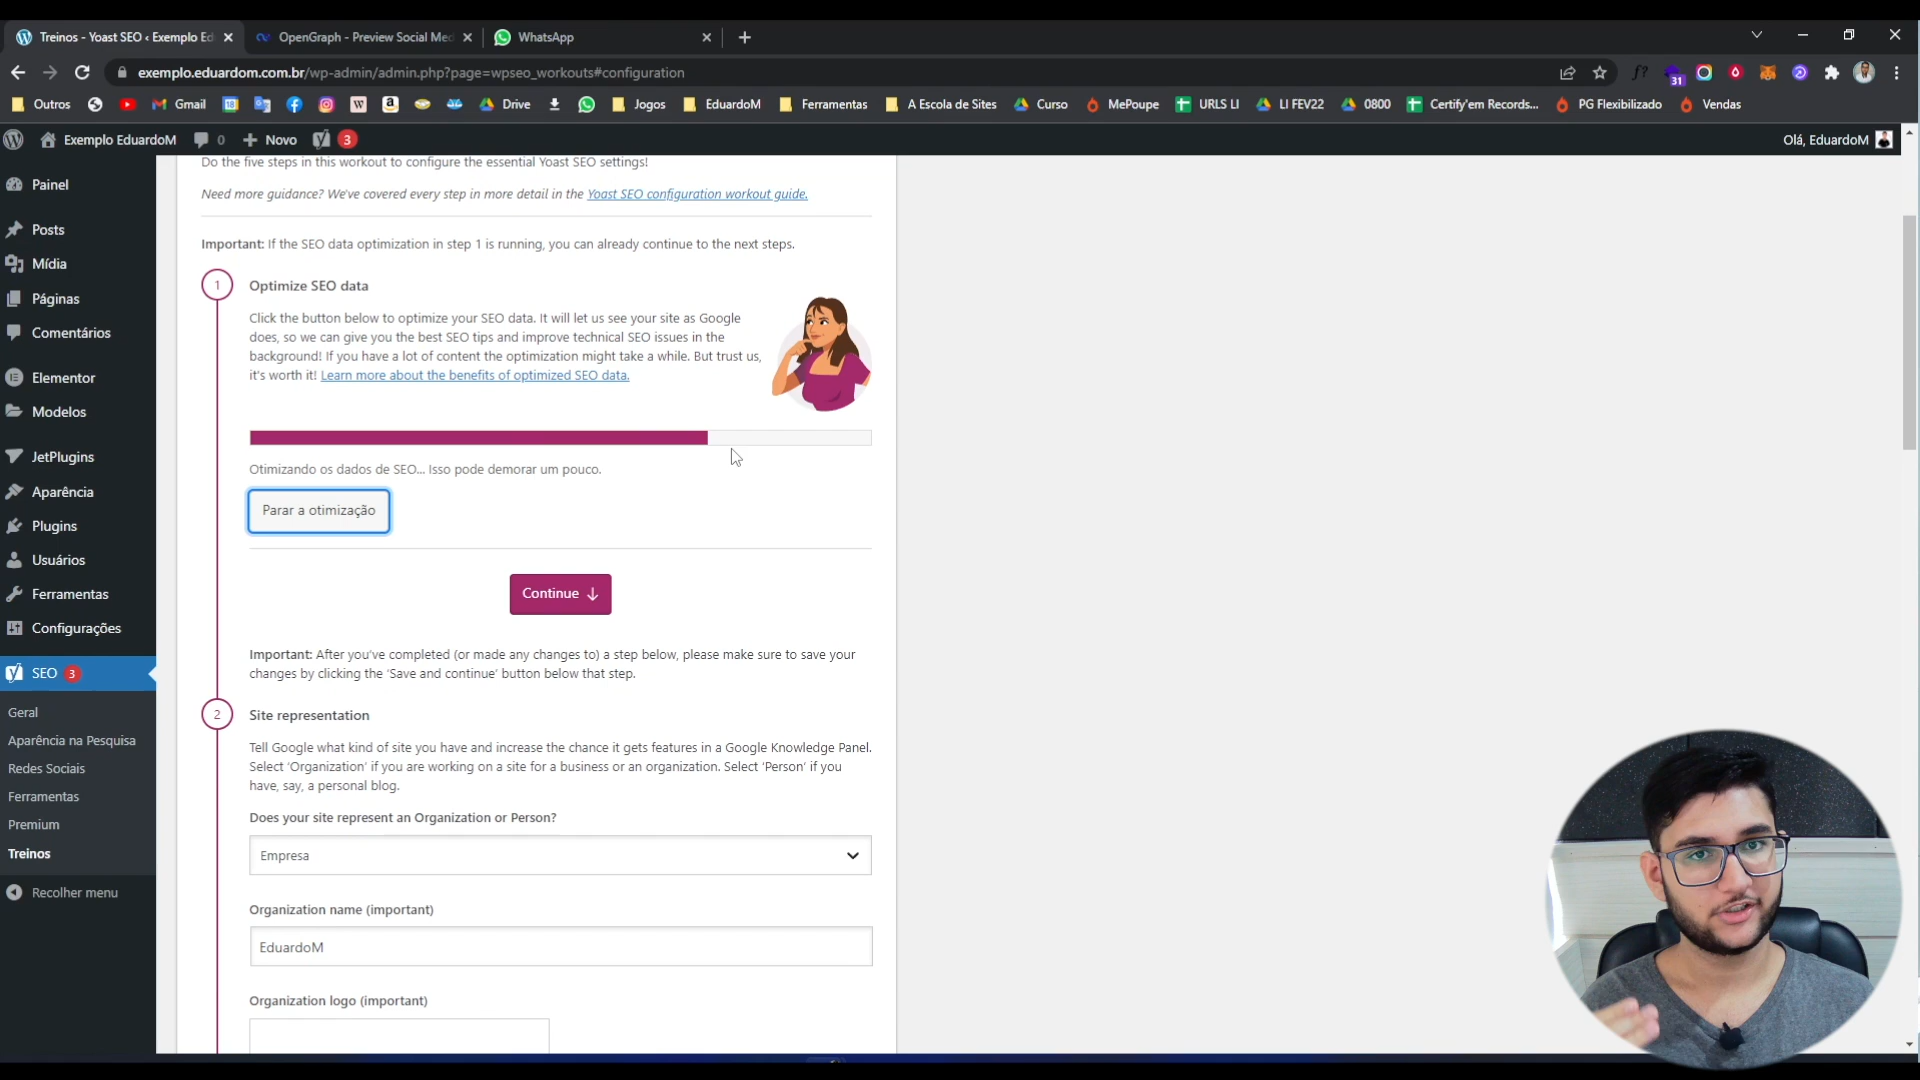 Treinos - Yoast SEO ‹ Exemplo Ed
OpenGraph - Preview Social Med
WhatsApp
exemplo.eduardom.com.br/wp-admin/admin.php?page=wpseo_workouts#configuration
f?
31
Outros
Gmail
Drive
Jogos
EduardoM
Ferramentas
A Escola de Sites
Curso
MePoupe
URLS LI
LI FEV22
0800
Certify'em Records...
PG Flexibilizado
Vendas
Exemplo EduardoM
0
Novo
3
Olá, EduardoM
Painel
Posts
Mídia
Páginas
Comentários
Elementor
Modelos
JetPlugins
Aparência
Plugins
Usuários
Ferramentas
Configurações
SEO 3
Geral
Aparência na Pesquisa
Redes Sociais
Ferramentas
Premium
Treinos
Recolher menu
Do the five steps in this workout to configure the essential Yoast SEO settings!
Need more guidance? We've covered every step in more detail in the Yoast SEO configuration workout guide.
Important: If the SEO data optimization in step 1 is running, you can already continue to the next steps.
1
Optimize SEO data
Click the button below to optimize your SEO data. It will let us see your site as Google
does, so we can give you the best SEO tips and improve technical SEO issues in the
background! If you have a lot of content the optimization might take a while. But trust us,
it's worth it! Learn more about the benefits of optimized SEO data.
Otimizando os dados de SEO... Isso pode demorar um pouco.
Parar a otimização
Continue ↓
Important: After you've completed (or made any changes to) a step below, please make sure to save your
changes by clicking the 'Save and continue' button below that step.
2
Site representation
Tell Google what kind of site you have and increase the chance it gets features in a Google Knowledge Panel.
Select 'Organization' if you are working on a site for a business or an organization. Select 'Person' if you
have, say, a personal blog.
Does your site represent an Organization or Person?
Empresa
Organization name (important)
EduardoM
Organization logo (important)